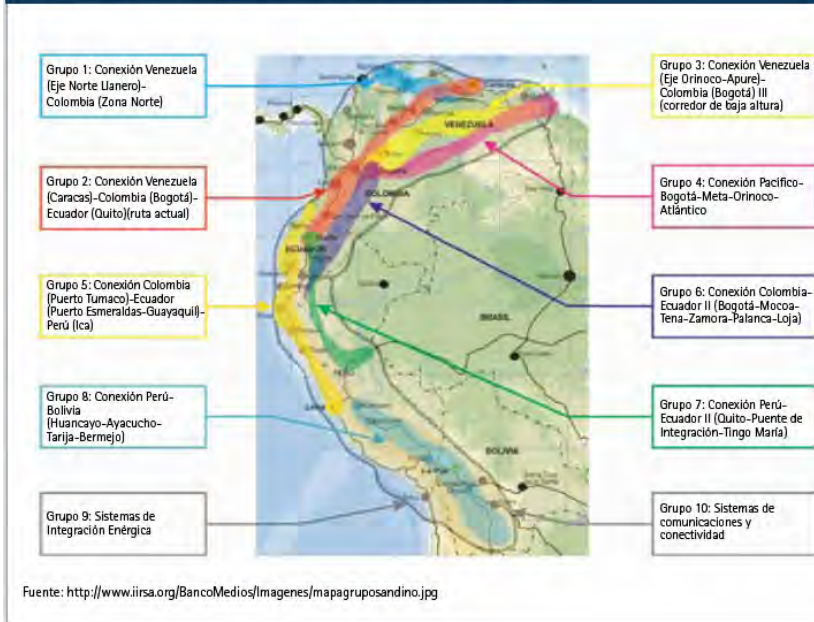 Grupo 1: Conexión Venezuela
(Eje Norte Llanero)-
Colombia (Zona Norte)
Grupo 2: Conexión Venezuela
(Caracas)-Colombia (Bogotá)-
Ecuador (Quito)(ruta actual)
Grupo 5: Conexión Colombia
(Puerto Tumaco)-Ecuador
(Puerto Esmeraldas-Guayaquil)-
Perú (Ica)
Grupo 8: Conexión Perú-
Bolivia
(Huancayo-Ayacucho-
Tarija-Bermejo)
Grupo 9: Sistemas de
Integración Enérgica
VENEZUELA
COLOMBIA
ECUADOR
BRASIL
BOLIVIA
Grupo 3: Conexión Venezuela
(Eje Orinoco-Apure)-
Colombia (Bogotá) III
(corredor de baja altura)
Grupo 4: Conexión Pacífico-
Bogotá-Meta-Orinoco-
Atlántico
Grupo 6: Conexión Colombia-
Ecuador II (Bogotá-Mocoa-
Tena-Zamora-Palanca-Loja)
Grupo 7: Conexión Perú-
Ecuador II (Quito-Puente de
Integración-Tingo María)
Grupo 10: Sistemas de
comunicaciones y
conectividad
Fuente: http://www.iirsa.org/BancoMedios/Imagenes/mapagruposandino.jpg